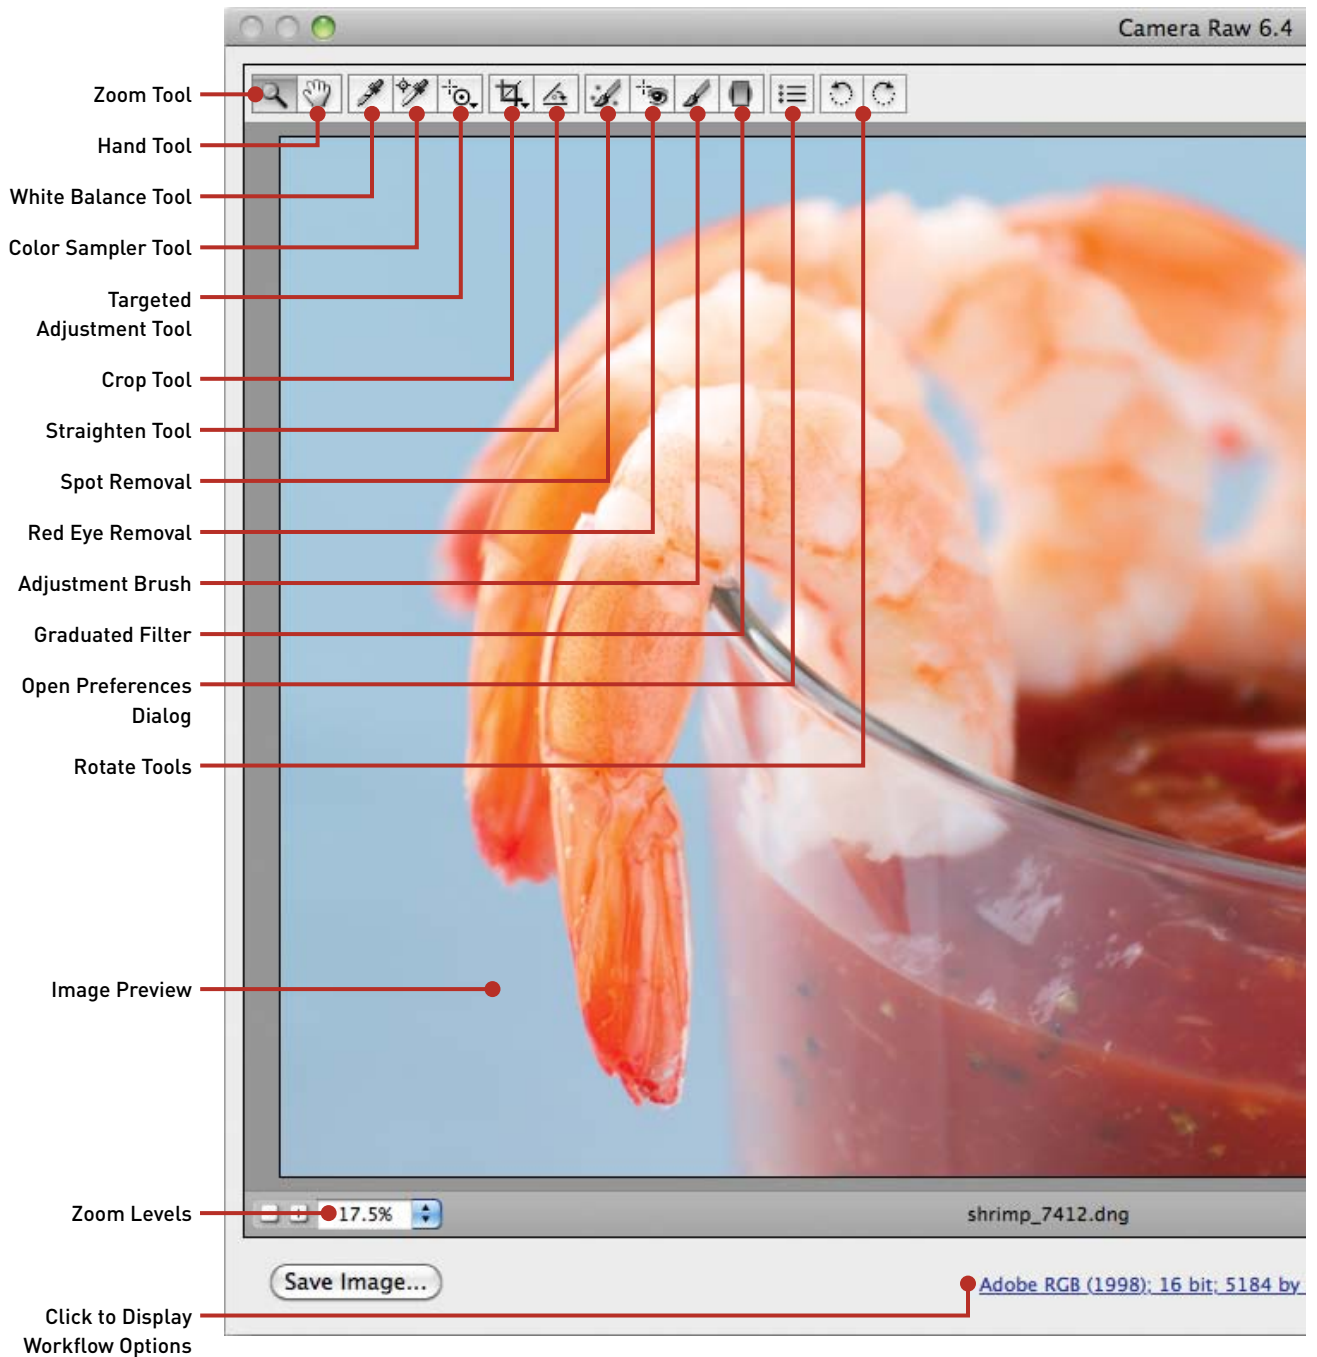 Camera Raw 6.4
Zoom Tool
Hand Tool
White Balance Tool
Color Sampler Tool
Targeted
Adjustment Tool
Crop Tool
Straighten Tool
Spot Removal
Red Eye Removal
Adjustment Brush
Graduated Filter
Open Preferences
Dialog
Rotate Tools
Image Preview
Zoom Levels
17.5%
shrimp_7412.dng
Save Image...
Adobe RGB (1998); 16 bit; 5184 by
Click to Display
Workflow Options